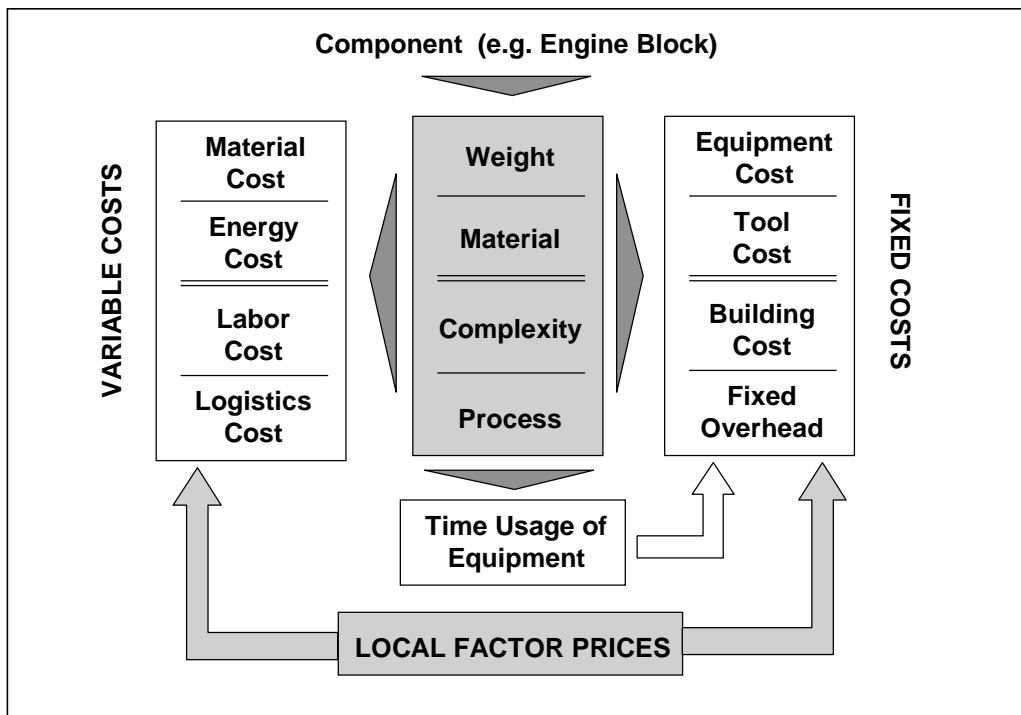 Component  (e.g. Engine Block)
VARIABLE COSTS
Material
Cost
Energy
Cost
Labor
Cost
Logistics
Cost
Weight
Material
Complexity
Process
Equipment
Cost
Tool
Cost
Building
Cost
Fixed
Overhead
FIXED COSTS
Time Usage of
Equipment
LOCAL FACTOR PRICES